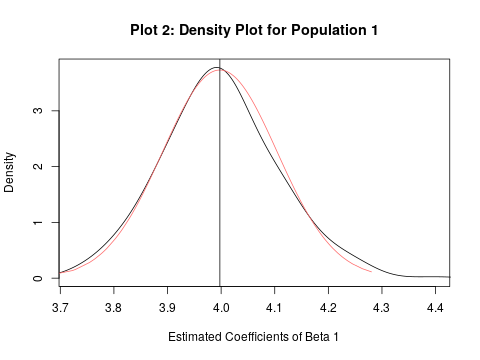 Plot 2: Density Plot for Population 1
Density
3
2
1
0
3.7 3.8 3.9 4.0 4.1 4.2 4.3 4.4
Estimated Coefficients of Beta 1